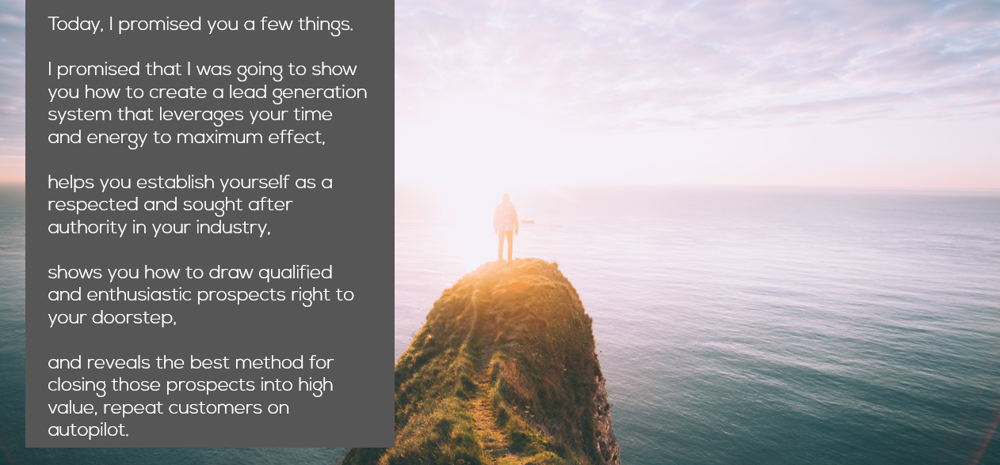 Today, I promised you a few things.
I promised that I was going to show
you how to create a lead generation
system that leverages your time
and energy to maximum effect,
helps you establish yourself as a
respected and sought after
authority in your industry,
shows you how to draw qualified
and enthusiastic prospects right to
your doorstep,
and reveals the best method for
closing those prospects into high
value, repeat customers on
autopilot.